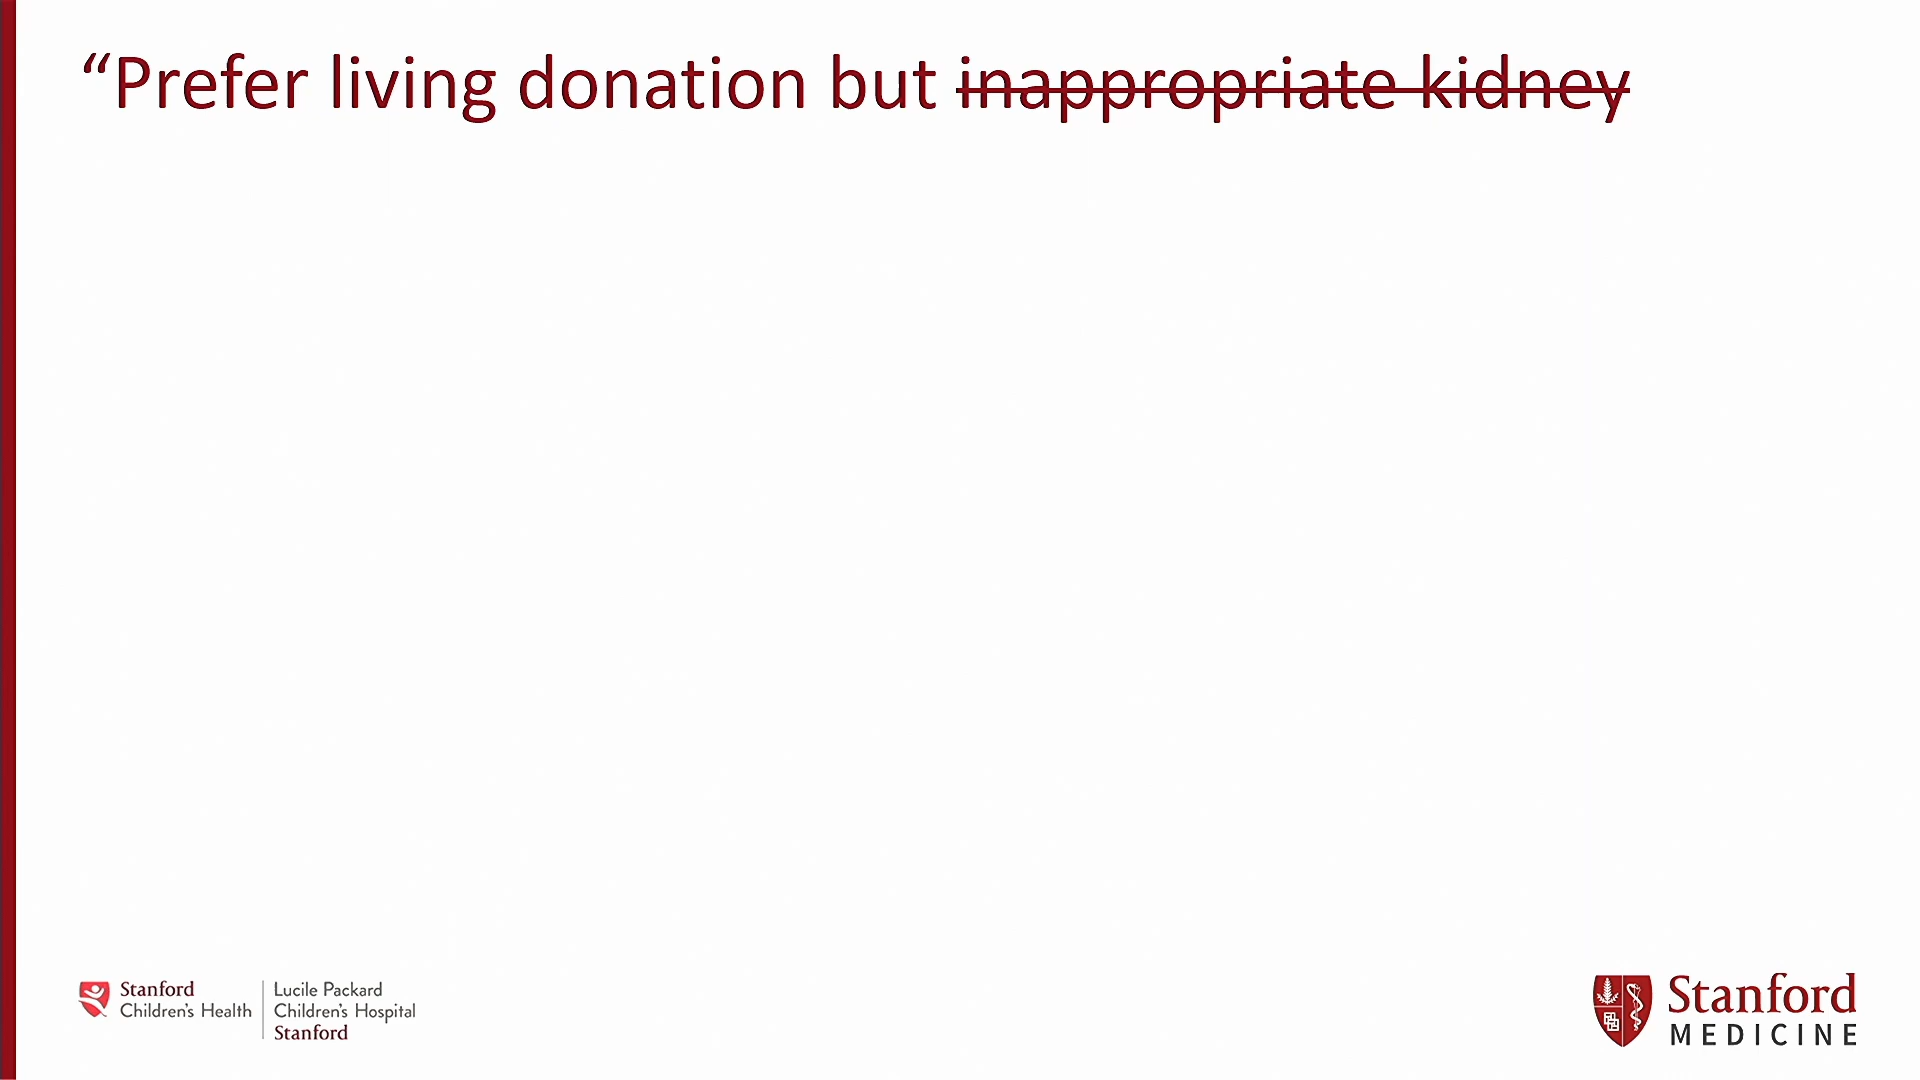 “Prefer living donation but inappropriate kidney
Stanford
Children's Health
Lucile Packard
Children's Hospital
Stanford
Stanford
MEDICINE